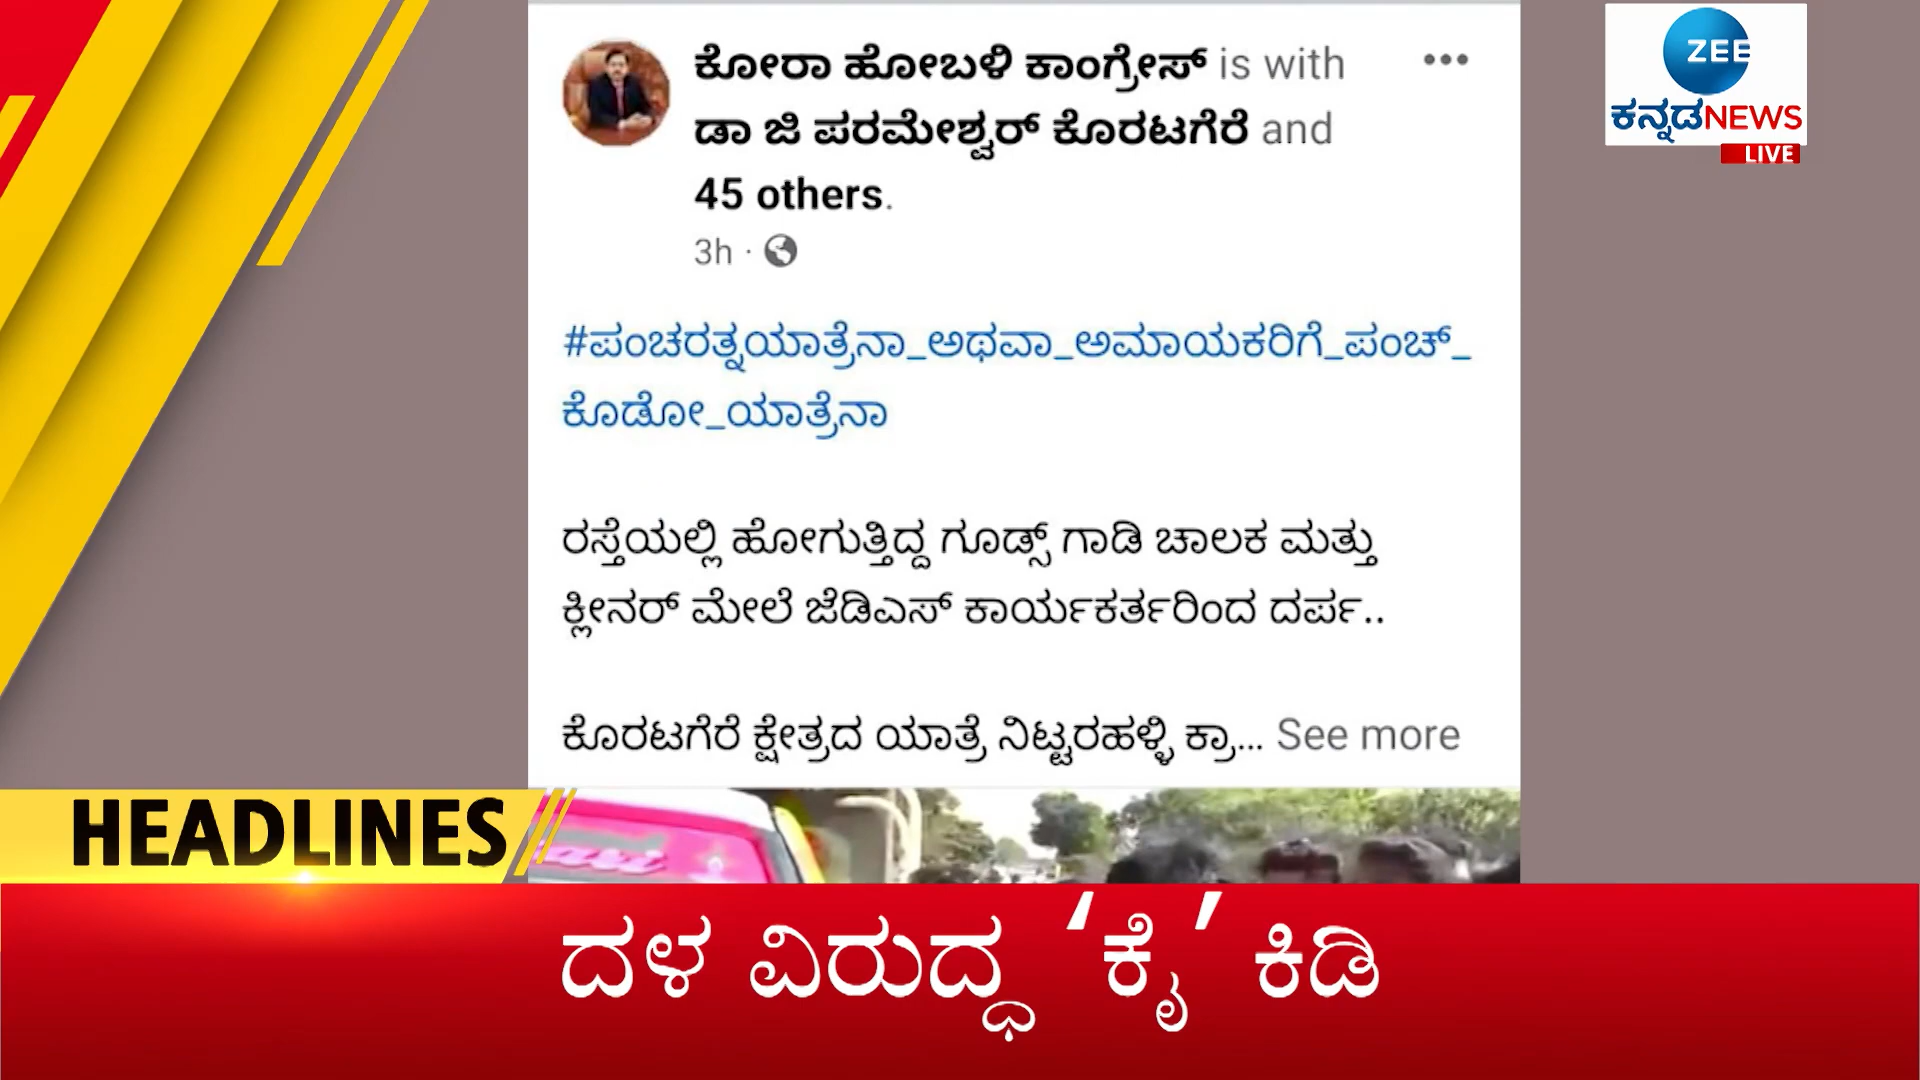 ಕೋರಾ ಹೋಬಳಿ ಕಾಂಗ್ರೇಸ್ is with
ಡಾ ಜಿ ಪರಮೇಶ್ವರ್ ಕೊರಟಗೆರೆ and
45 others.
3h ·
#ಪಂಚರತ್ನಯಾತ್ರೆನಾ_ಅಥವಾ_ಅಮಾಯಕರಿಗೆ_ಪಂಚ್_
ಕೊಡೋ_ಯಾತ್ರೆನಾ
ರಸ್ತೆಯಲ್ಲಿ ಹೋಗುತ್ತಿದ್ದ ಗೂಡ್ಸ್ ಗಾಡಿ ಚಾಲಕ ಮತ್ತು
ಕ್ಲೀನರ್ ಮೇಲೆ ಜೆಡಿಎಸ್ ಕಾರ್ಯಕರ್ತರಿಂದ ದರ್ಪ..
ಕೊರಟಗೆರೆ ಕ್ಷೇತ್ರದ ಯಾತ್ರೆ ನಿಟ್ಟರಹಳ್ಳಿ ಕ್ರಾ... See more
ZEE
ಕನ್ನಡNEWS
LIVE
HEADLINES
ದಳ ವಿರುದ್ಧ ‘ಕೈ’ ಕಿಡಿ